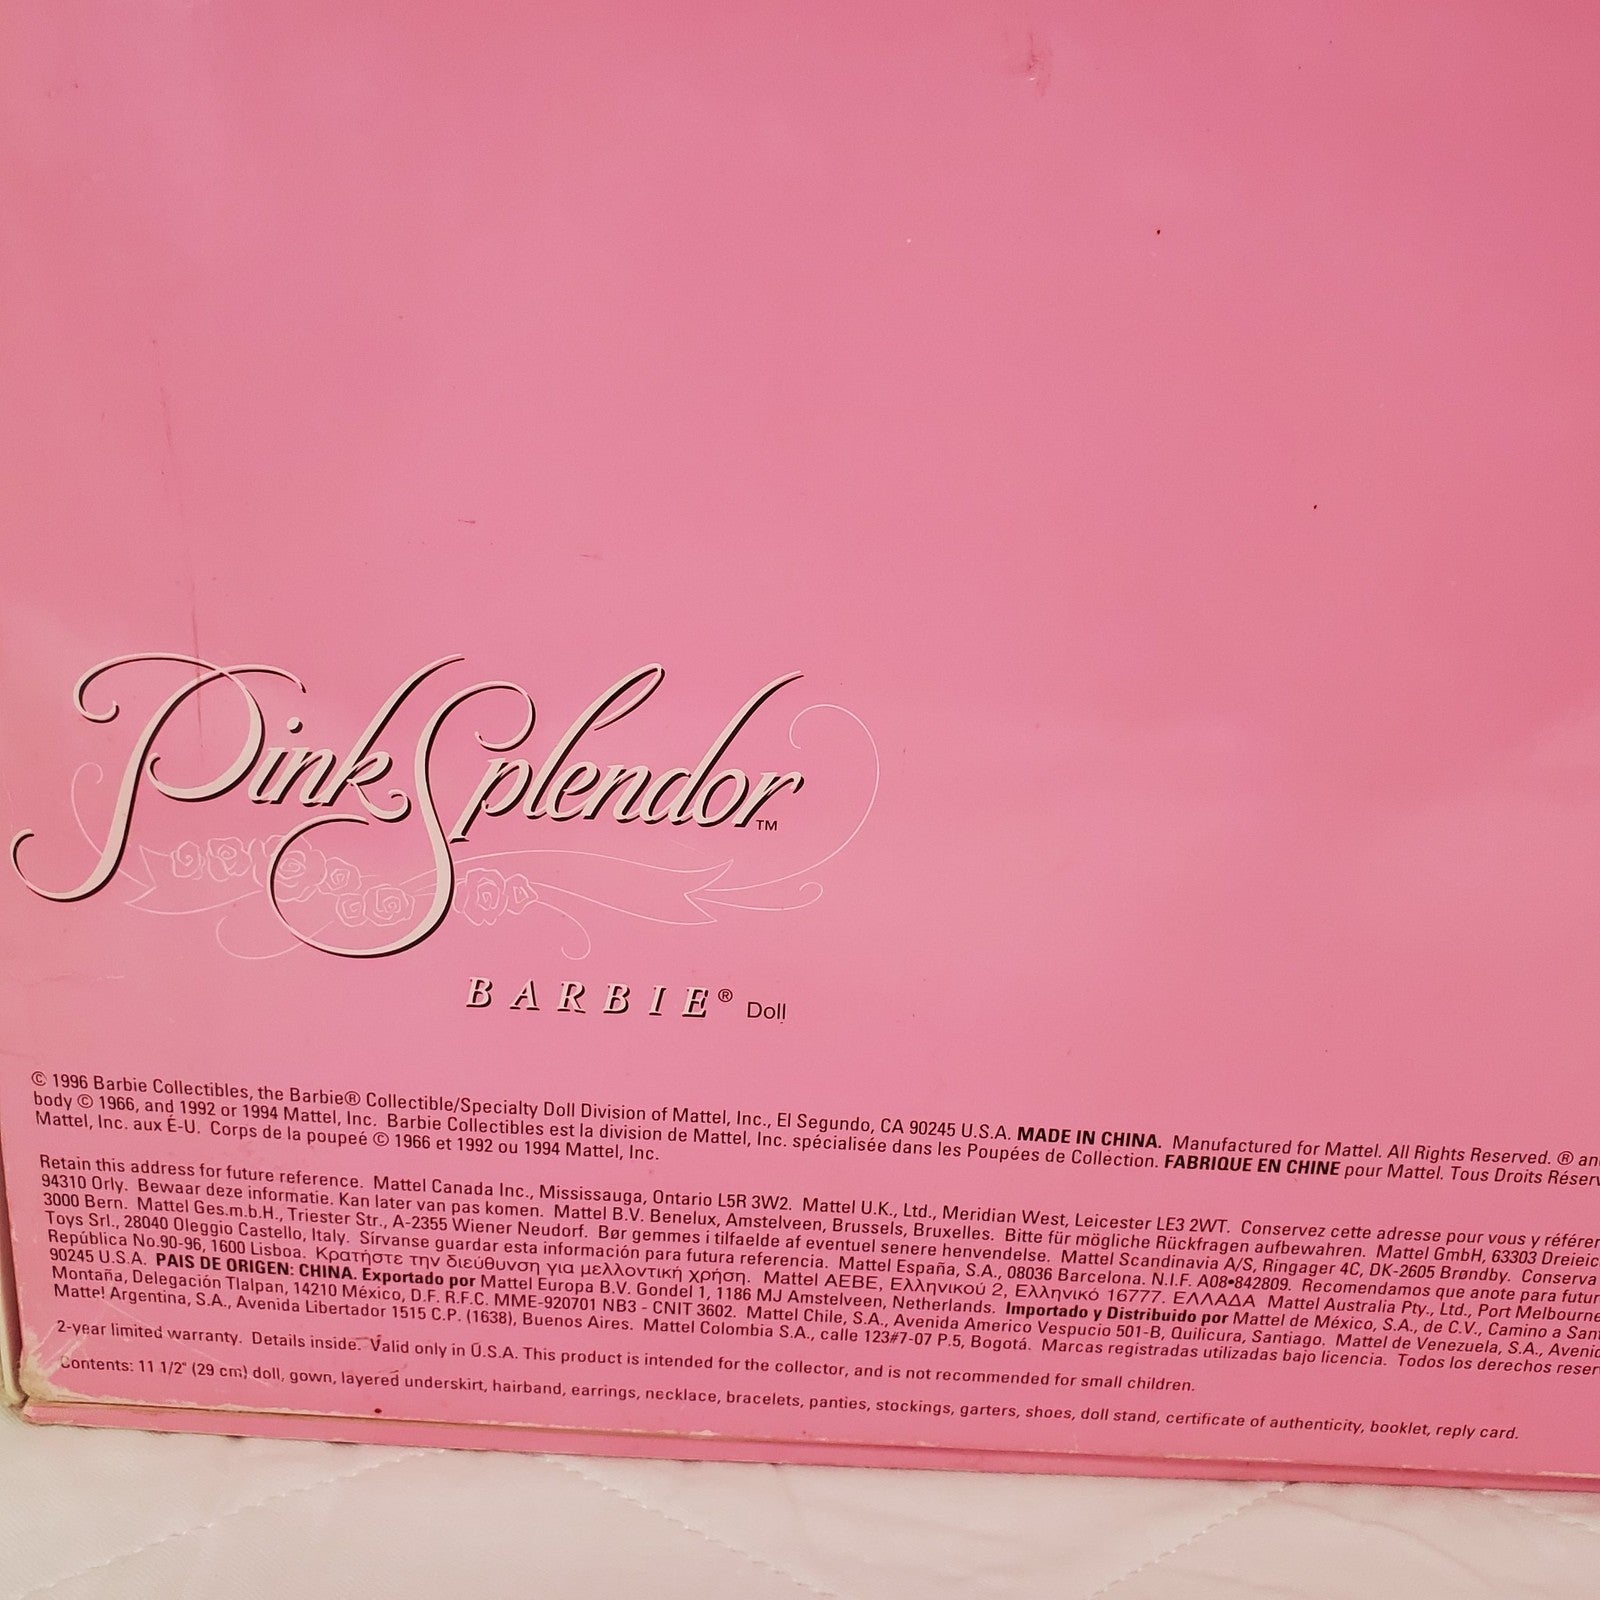 Pink Splendor™
BARBIE® Doll
© 1996 Barbie Collectibles, the Barbie® Collectible/Specialty Doll Division of Mattel, Inc., El Segundo, CA 90245 U.S.A. MADE IN CHINA. Manufactured for Mattel. All Rights Reserved. ®
body © 1966, and 1992 or 1994 Mattel, Inc. Barbie Collectibles est la division de Mattel, Inc. spécialisée dans les Poupées de Collection. FABRIQUE EN CHINE pour Mattel. Tous Droits
Mattel, Inc. aux É-U. Corps de la poupeé © 1966 et 1992 ou 1994 Mattel, Inc.
Retain this address for future reference. Mattel Canada Inc., Mississauga, Ontario L5R 3W2. Mattel U.K., Ltd., Meridian West, Leicester LE3 2WT. Conservez cette adresse pour vous y
94310 Orly. Bewaar deze informatie. Kan later van pas komen. Mattel B.V. Benelux, Amstelveen, Brussels, Bruxelles. Bitte für mögliche Rückfragen aufbewahren. Mattel GmbH, 63303
3000 Bern. Mattel Ges.m.b.H., Triester Str., A-2355 Wiener Neudorf. Bør gemmes i tilfaelde af eventuel senere henvendelse. Mattel Scandinavia A/S, Ringager 4C, DK-2605 Brøndby. Conserva
Toys Srl., 28040 Oleggio Castello, Italy. Sírvanse guardar esta información para futura referencia. Mattel España, S.A., 08036 Barcelona. N.I.F. A08•842809. Recomendamos que anote para
República No.90-96, 1600 Lisboa. Κρατήστε την διεύθυνση για μελλοντική χρήση. Mattel AEBE, Ελληνικού 2, Ελληνικό 16777. ΕΛΛΑΔΑ Mattel Australia Pty., Ltd., Port Melbourne
90245 U.S.A. PAIS DE ORIGEN: CHINA. Exportado por Mattel Europa B.V. Gondel 1, 1186 MJ Amstelveen, Netherlands. Importado y Distribuido por Mattel de México, S.A., de C.V., Camino a
Montaña, Delegación Tlalpan, 14210 México, D.F. R.F.C. MME-920701 NB3 - CNIT 3602. Mattel Chile, S.A., Avenida Americo Vespucio 501-B, Quilicura, Santiago. Mattel de Venezuela, S.A.,
Mattel Argentina, S.A., Avenida Libertador 1515 C.P. (1638), Buenos Aires. Mattel Colombia S.A., calle 123#7-07 P.5, Bogotá. Marcas registradas utilizadas bajo licencia. Todos los derechos
2-year limited warranty. Details inside. Valid only in U.S.A. This product is intended for the collector, and is not recommended for small children.
Contents: 11 1/2" (29 cm) doll, gown, layered underskirt, hairband, earrings, necklace, bracelets, panties, stockings, garters, shoes, doll stand, certificate of authenticity, booklet, reply card.